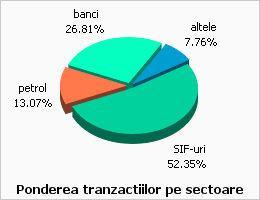 banci
26.81%
altele
7.76%
petrol
13.07%
SIF-uri
52.35%
Ponderea tranzactiilor pe sectoare